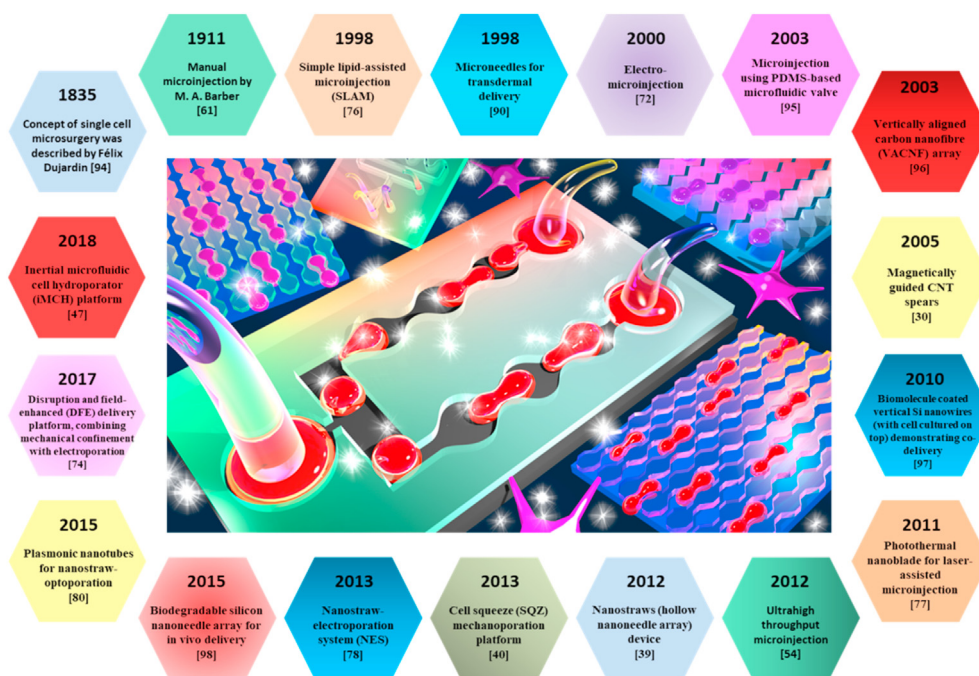 1835
Concept of single cell
microsurgery was
described by Félix
Dujardin [94]
1911
Manual
microinjection by
M. A. Barber
[61]
1998
Simple lipid-assisted
microinjection
(SLAM)
[76]
1998
Microneedles for
transdermal
delivery
[90]
2000
Electro-
microinjection
[72]
2003
Microinjection
using PDMS-based
microfluidic valve
[95]
2003
Vertically aligned
carbon nanofibre
(VACNF) array
[96]
2005
Magnetically
guided CNT
spears
[30]
2010
Biomolecule coated
vertical Si nanowires
(with cell cultured on
top) demonstrating co-
delivery
[97]
2011
Photothermal
nanoblade for laser-
assisted
microinjection
[77]
2012
Ultrahigh
throughput
microinjection
[54]
2012
Nanostraws (hollow
nanoneedle array)
device
[39]
2013
Cell squeeze (SQZ)
mechanoporation
platform
[40]
2013
Nanostraw-
electroporation
system (NES)
[78]
2015
Biodegradable silicon
nanoneedle array for
in vivo delivery
[98]
2015
Plasmonic nanotubes
for nanostraw-
optoporation
[80]
2017
Disruption and field-
enhanced (DFE) delivery
platform, combining
mechanical confinement
with electroporation
[74]
2018
Inertial microfluidic
cell hydroporator
(iMCH) platform
[47]